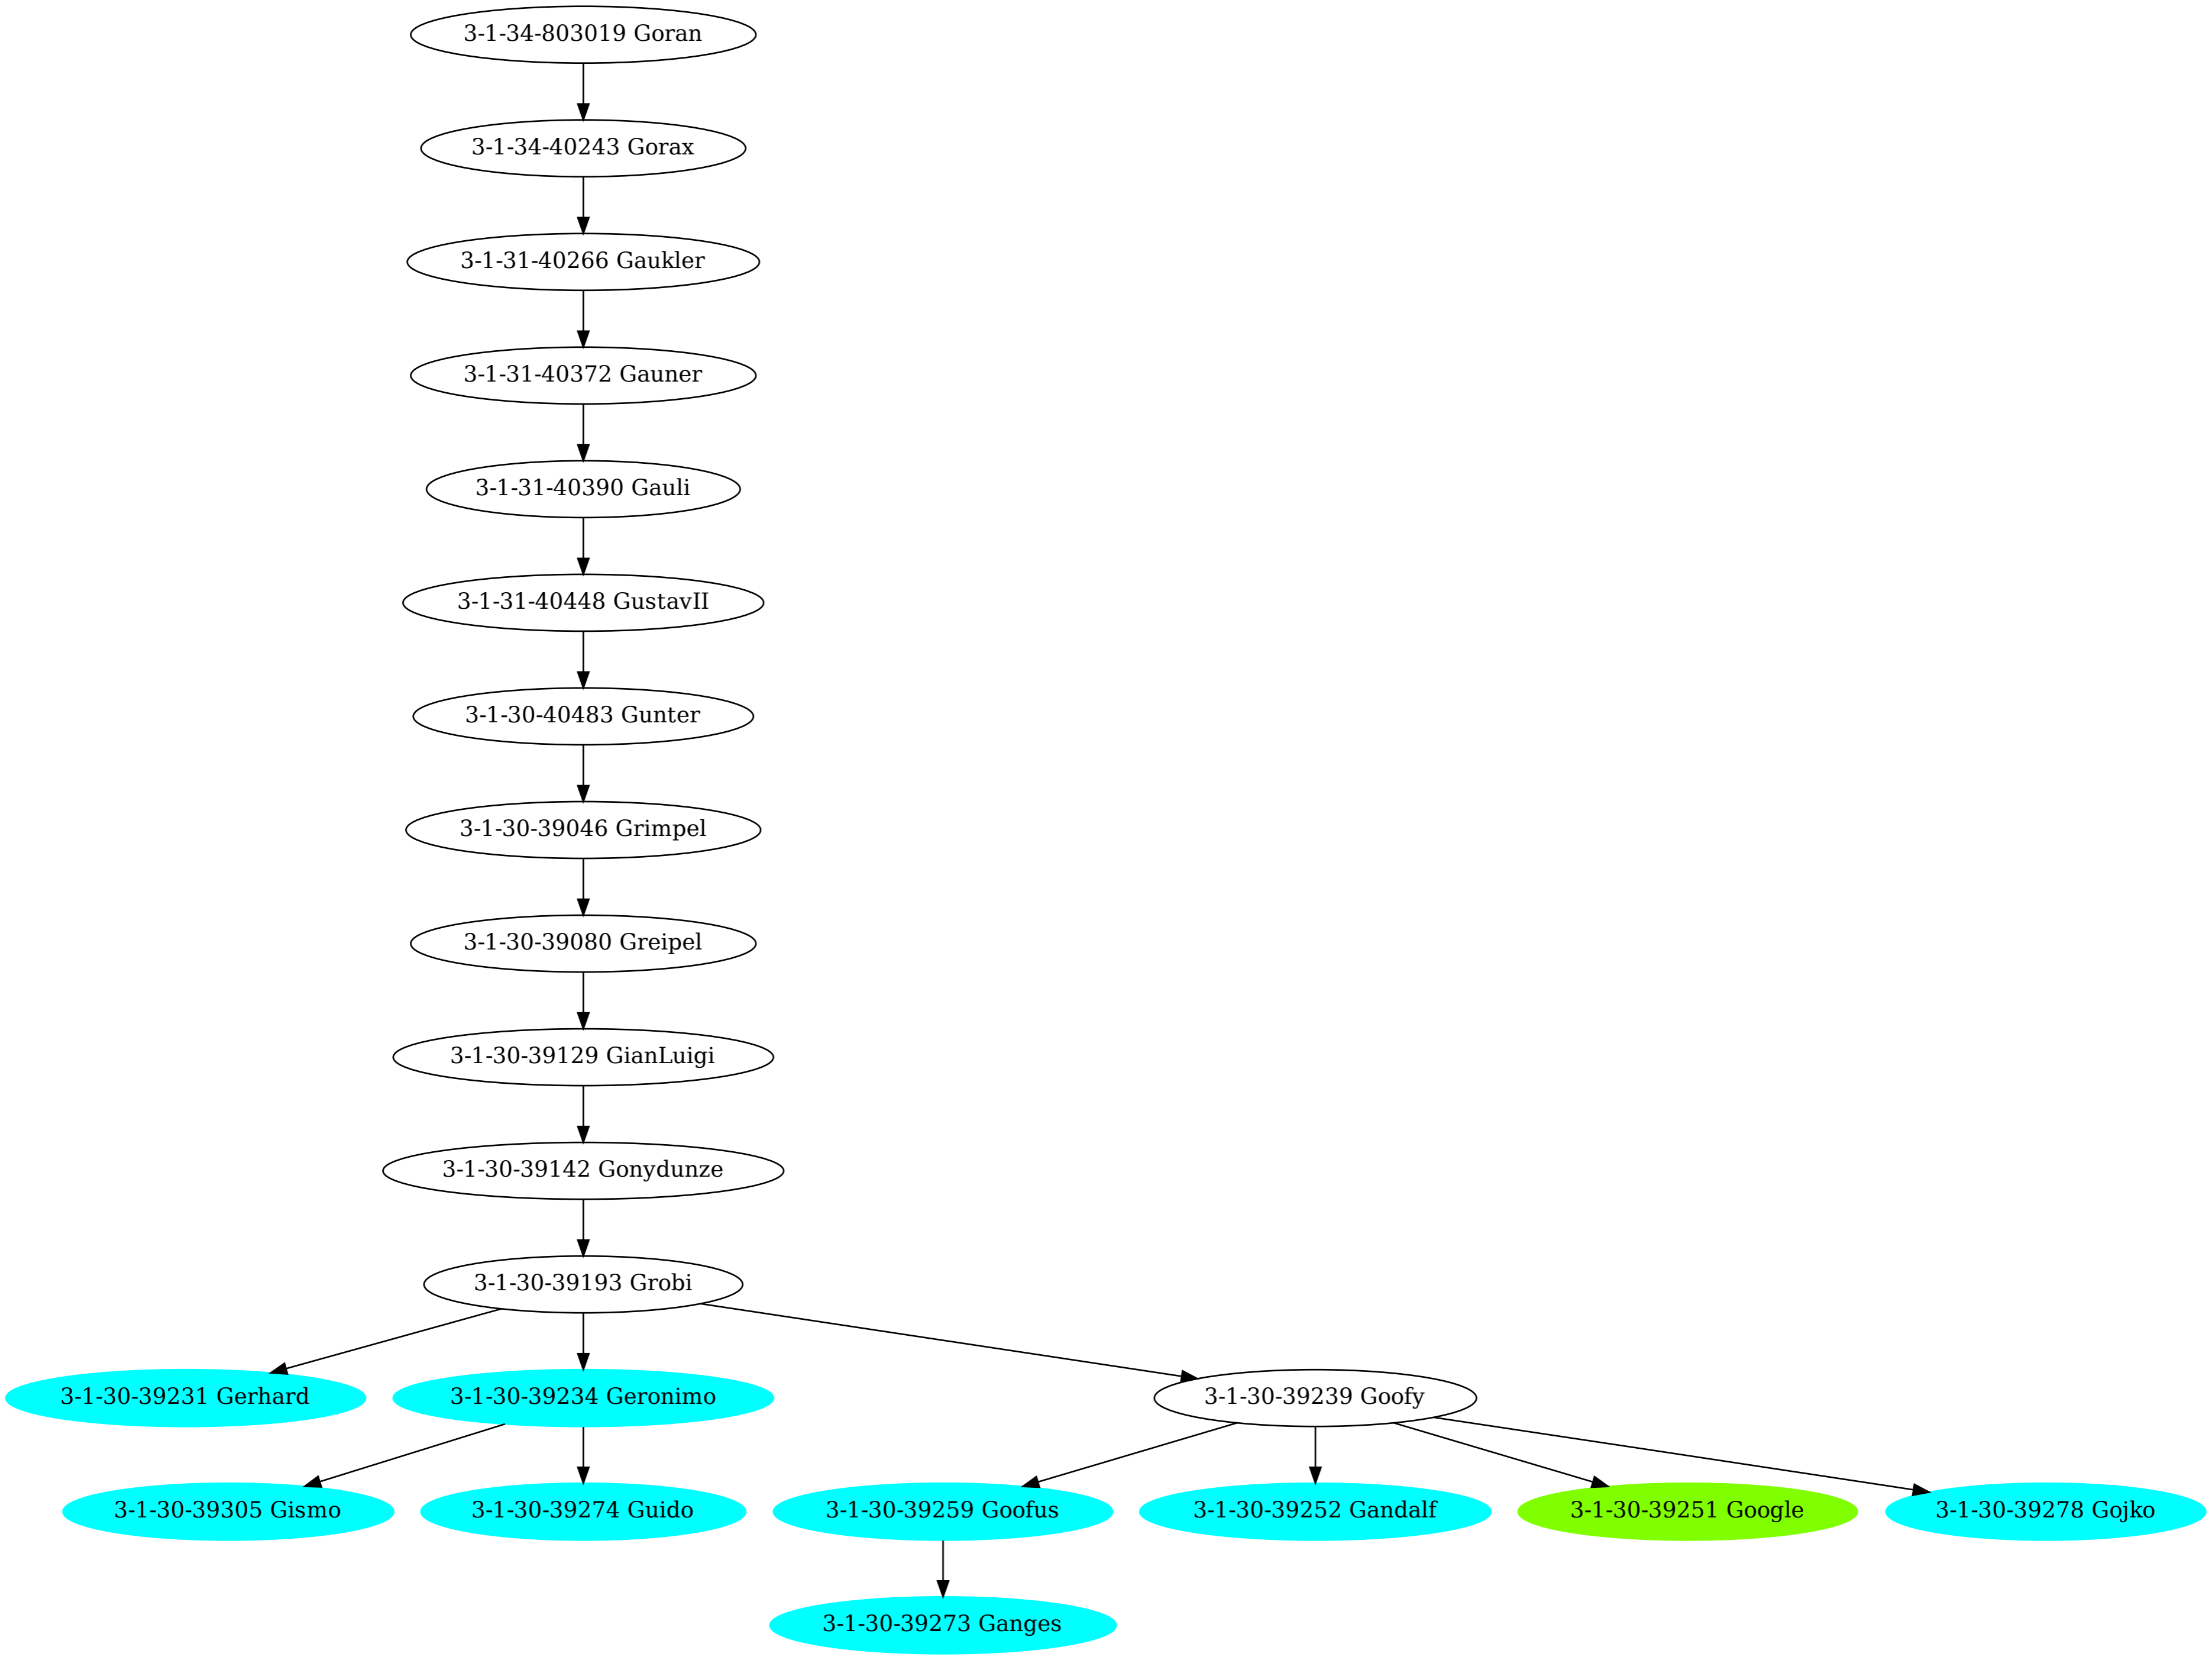 3-1-34-803019 Goran
3-1-34-40243 Gorax
3-1-31-40266 Gaukler
3-1-31-40372 Gauner
3-1-31-40390 Gauli
3-1-31-40448 GustavII
3-1-30-40483 Gunter
3-1-30-39046 Grimpel
3-1-30-39080 Greipel
3-1-30-39129 GianLuigi
3-1-30-39142 Gonydunze
3-1-30-39193 Grobi
3-1-30-39231 Gerhard
3-1-30-39234 Geronimo
3-1-30-39239 Goofy
3-1-30-39305 Gismo
3-1-30-39274 Guido
3-1-30-39259 Goofus
3-1-30-39252 Gandalf
3-1-30-39251 Google
3-1-30-39278 Gojko
3-1-30-39273 Ganges